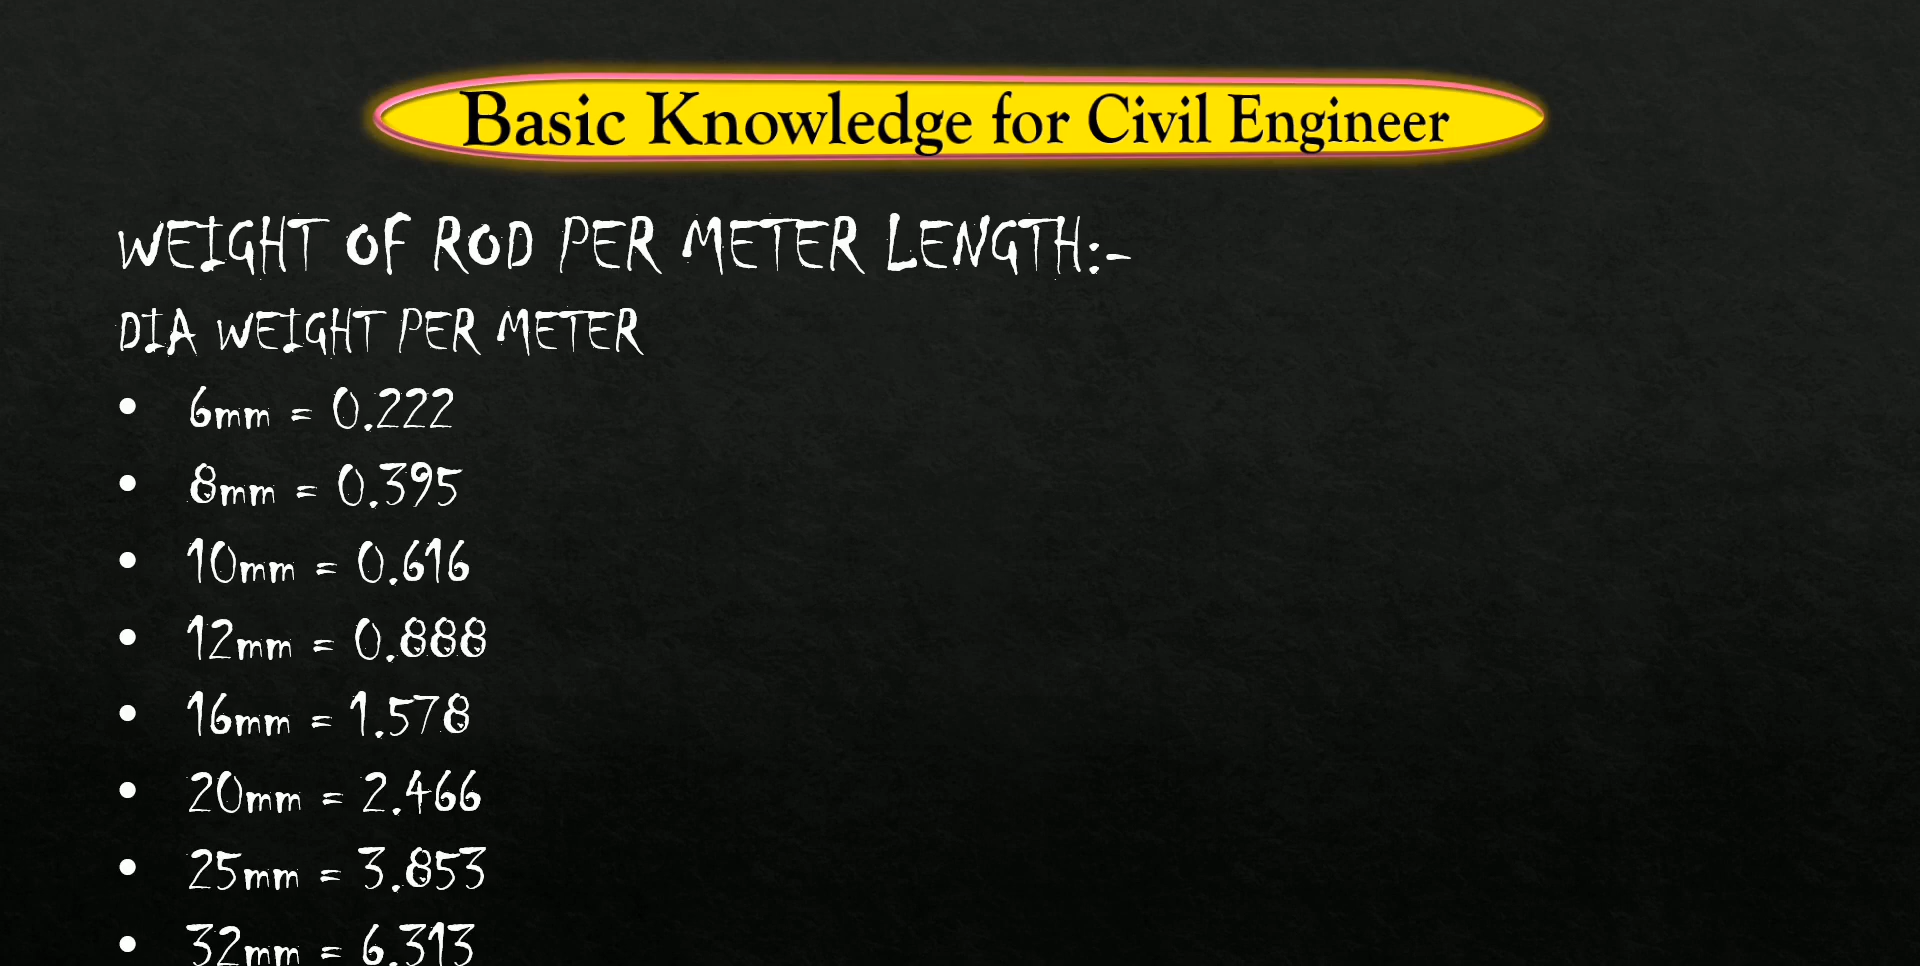 Basic Knowledge for Civil Engineer
WEIGHT OF ROD PER METER LENGTH:-
DIA WEIGHT PER METER
• 6mm = 0.222
• 8mm = 0.395
• 10mm = 0.616
• 12mm = 0.888
• 16mm = 1.578
• 20mm = 2.466
• 25mm = 3.853
• 32mm = 6.313